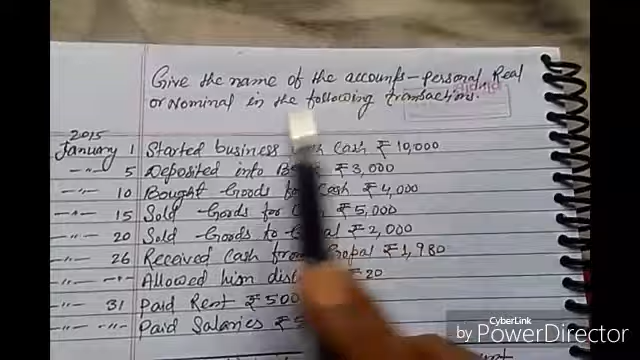 Give the name of the accounts - Personal, Real
or Nominal in the following transactions.
2015
January 1 Started business Cash ₹ 10,000
-"- 5 Deposited into ₹ 3,000
-"- 10 Bought Goods Cash ₹ 4,000
-"- 15 Sold Goods for ₹ 5,000
-"- 20 Sold Goods to ₹ 2,000
-"- 26 Received Cash from Gopal ₹ 1,980
-"- -"- Allowed him ₹ 20
-"- 31 Paid Rent ₹ 500
-"- -"- Paid Salaries ₹
CyberLink
by PowerDirector